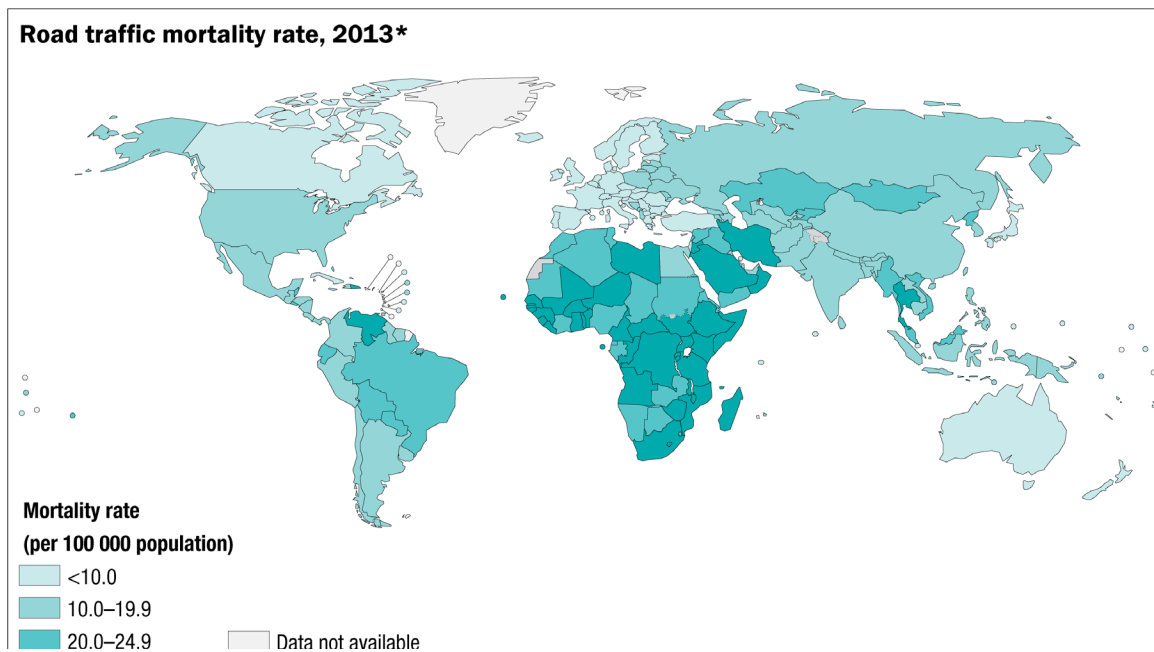 Road traffic mortality rate, 2013*
Mortality rate
(per 100 000 population)
<10.0
10.0–19.9
20.0–24.9
Data not available